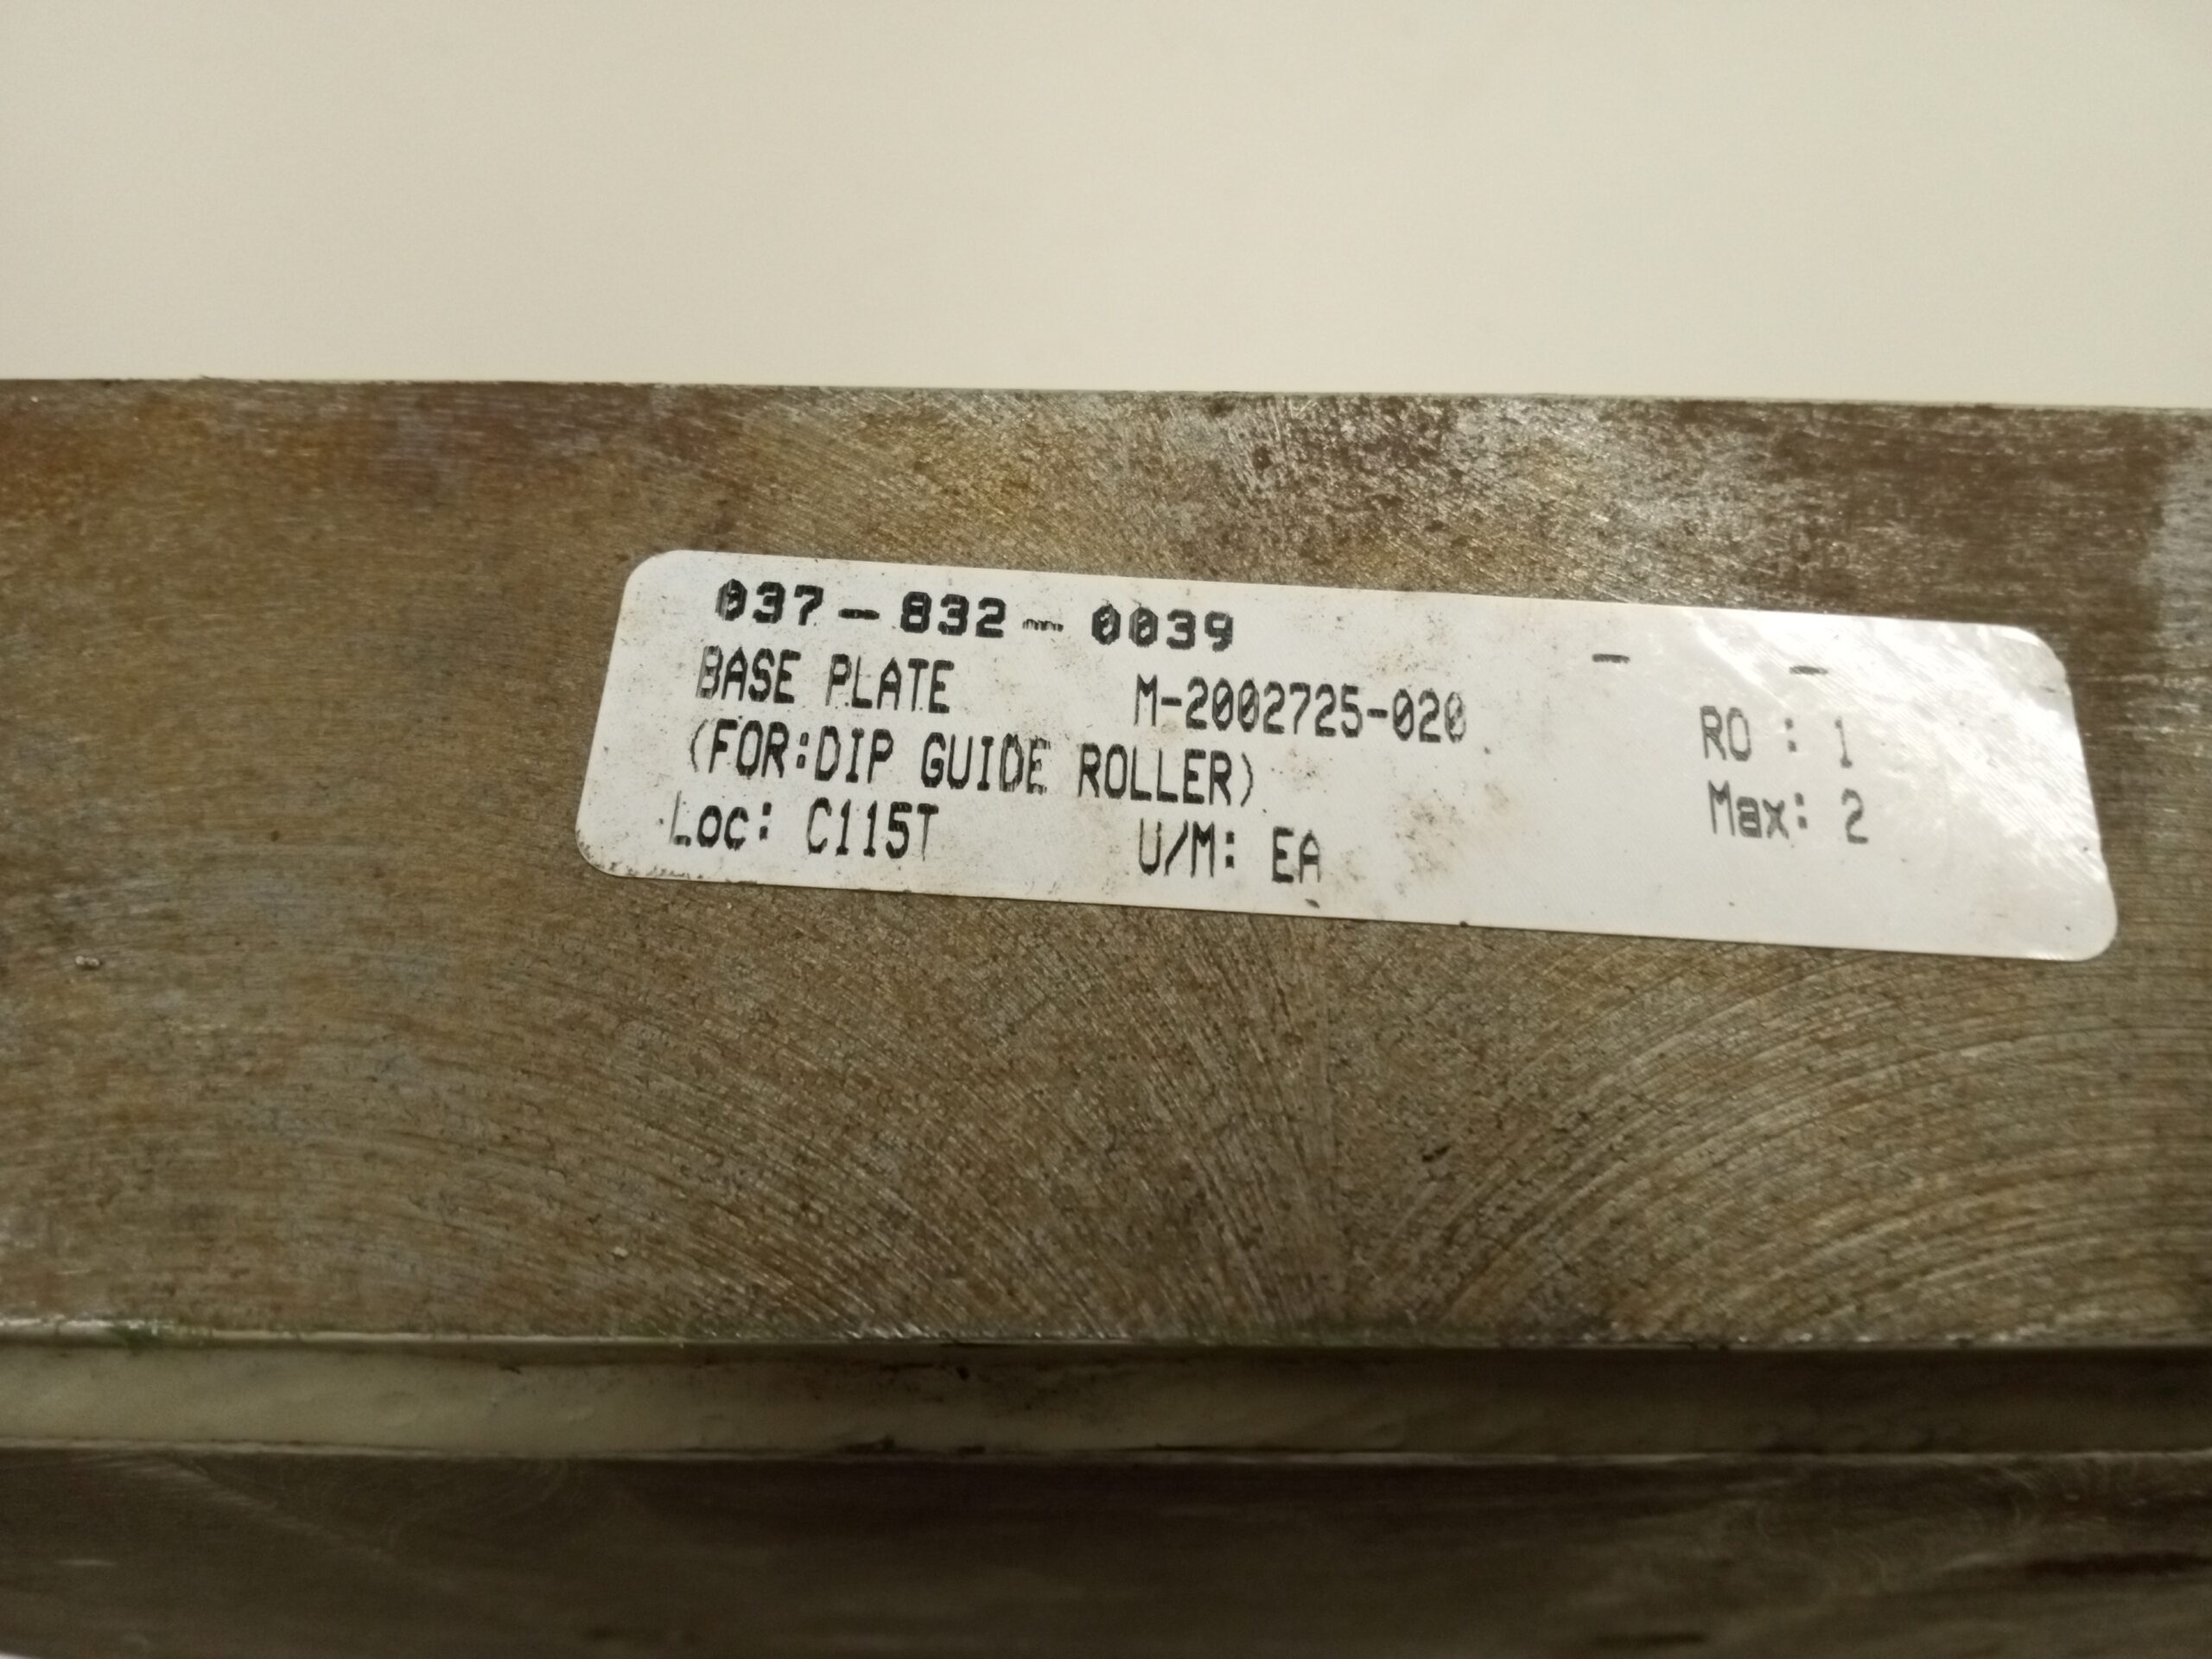 037-832-0039 - -
BASE PLATE M-2002725-020 RO : 1
(FOR:DIP GUIDE ROLLER) Max: 2
Loc: C115T U/M: EA